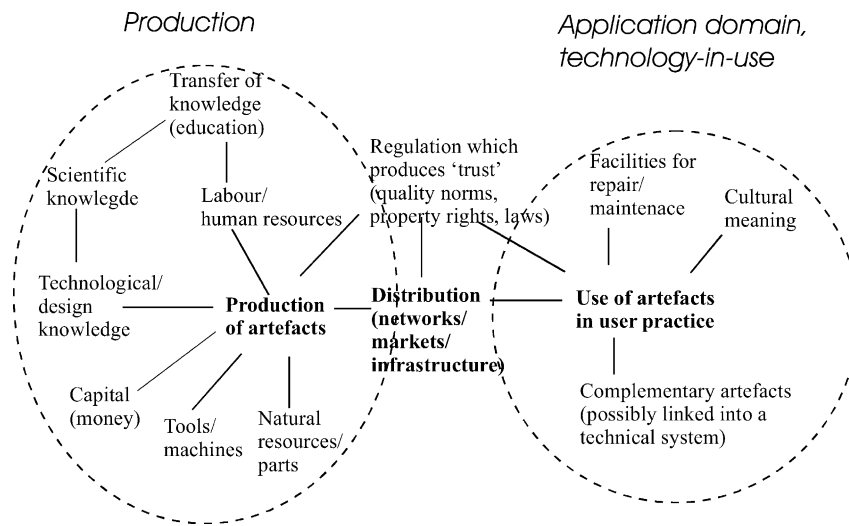 Production
Application domain,
technology-in-use
Transfer of
knowledge
(education)
Scientific
knowlegde
Labour/
human resources
Regulation which
produces ‘trust’
(quality norms,
property rights, laws)
Facilities for
repair/
maintenace
Cultural
meaning
Technological/
design
knowledge
Production
of artefacts
Distribution
(networks/
markets/
infrastructure)
Use of artefacts
in user practice
Capital
(money)
Tools/
machines
Natural
resources/
parts
Complementary artefacts
(possibly linked into a
technical system)